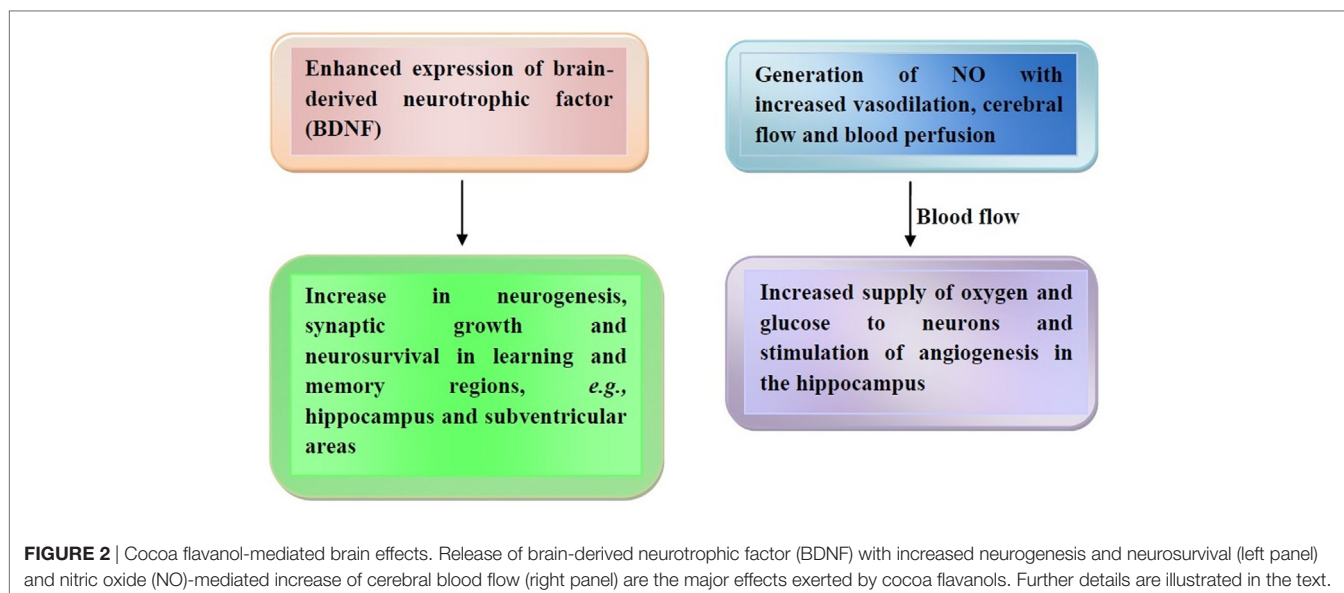 Enhanced expression of brain-
derived neurotrophic factor
(BDNF)
Generation of NO with
increased vasodilation, cerebral
flow and blood perfusion
Blood flow
Increase in neurogenesis,
synaptic growth and
neurosurvival in learning and
memory regions, e.g.,
hippocampus and subventricular
areas
Increased supply of oxygen and
glucose to neurons and
stimulation of angiogenesis in
the hippocampus
FIGURE 2 | Cocoa flavanol-mediated brain effects. Release of brain-derived neurotrophic factor (BDNF) with increased neurogenesis and neurosurvival (left panel)
and nitric oxide (NO)-mediated increase of cerebral blood flow (right panel) are the major effects exerted by cocoa flavanols. Further details are illustrated in the text.